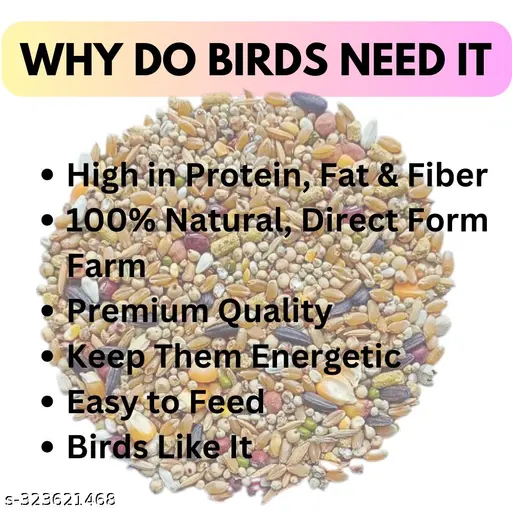 WHY DO BIRDS NEED IT
• High in Protein, Fat & Fiber
• 100% Natural, Direct Form
Farm
• Premium Quality
• Keep Them Energetic
• Easy to Feed
• Birds Like It
s-323621468